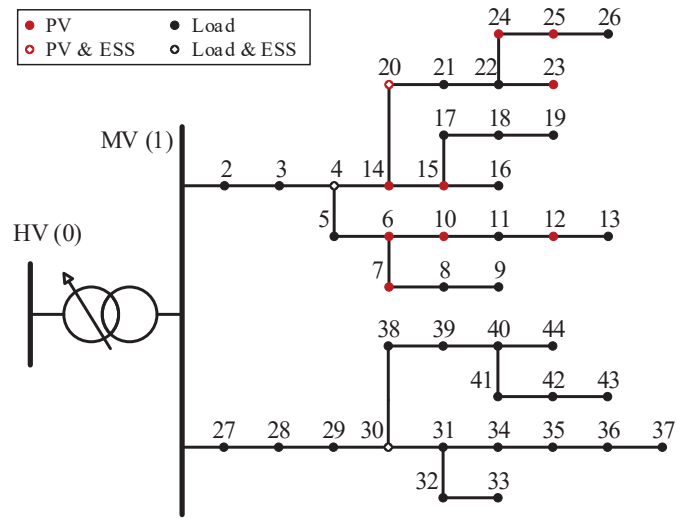 PV Load
PV & ESS Load & ESS
24 25 26
20 21 22 23
17 18 19
MV (1)
2 3 4 14 15 16
HV (0)
5 6 10 11 12 13
7 8 9
38 39 40 44
41 42 43
27 28 29 30 31 34 35 36 37
32 33